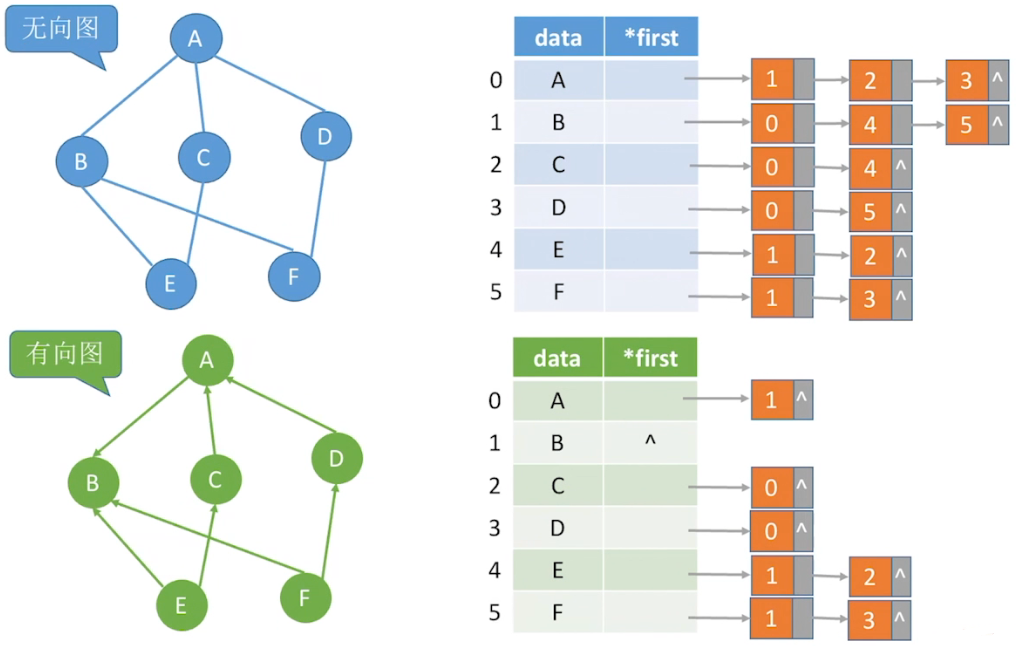 无向图
A
B
C
D
E
F
data *first
0 A 1 2 3 ^
1 B 0 4 5 ^
2 C 0 4 ^
3 D 0 5 ^
4 E 1 2 ^
5 F 1 3 ^
有向图
A
B
C
D
E
F
data *first
0 A 1 ^
1 B ^
2 C 0 ^
3 D 0 ^
4 E 1 2 ^
5 F 1 3 ^